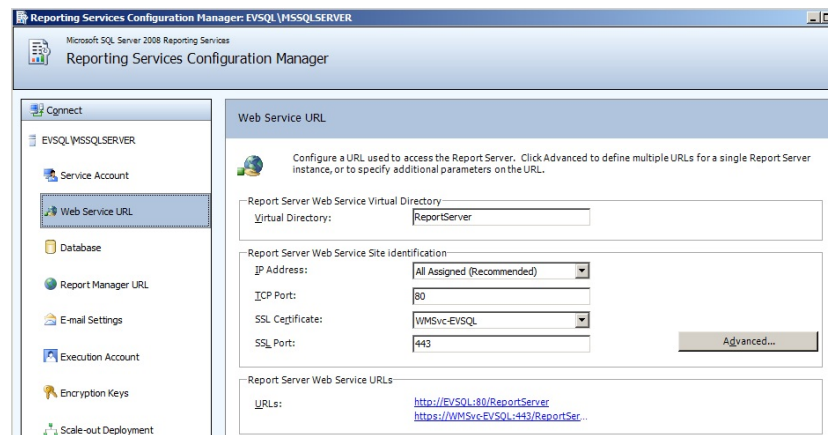 Reporting Services Configuration Manager: EVSQL\MSSQLSERVER
Microsoft SQL Server 2008 Reporting Services
Reporting Services Configuration Manager
Connect
EVSQL\MSSQLSERVER
Service Account
Web Service URL
Database
Report Manager URL
E-mail Settings
Execution Account
Encryption Keys
Scale-out Deployment
Web Service URL
Configure a URL used to access the Report Server. Click Advanced to define multiple URLs for a single Report Server
instance, or to specify additional parameters on the URL.
Report Server Web Service Virtual Directory
Virtual Directory: ReportServer
Report Server Web Service Site identification
IP Address: All Assigned (Recommended)
TCP Port: 80
SSL Certificate: WMSvc-EVSQL
SSL Port: 443
Advanced...
Report Server Web Service URLs
URLs: http://EVSQL:80/ReportServer
https://WMSvc-EVSQL:443/ReportSer...